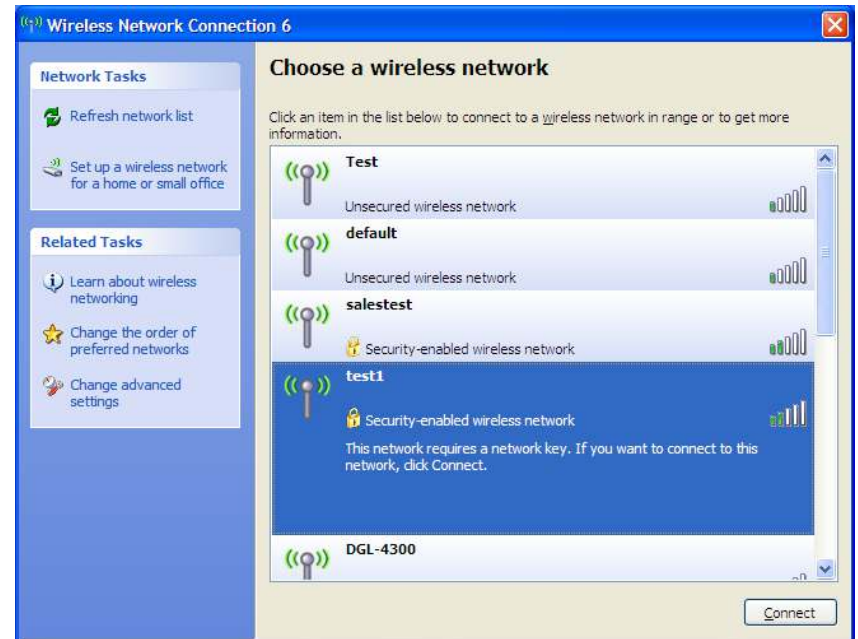 Wireless Network Connection 6
Network Tasks
Refresh network list
Set up a wireless network
for a home or small office
Related Tasks
Learn about wireless
networking
Change the order of
preferred networks
Change advanced
settings
Choose a wireless network
Click an item in the list below to connect to a wireless network in range or to get more
information.
Test
Unsecured wireless network
default
Unsecured wireless network
salestest
Security-enabled wireless network
test1
Security-enabled wireless network
This network requires a network key. If you want to connect to this
network, click Connect.
DGL-4300
Connect